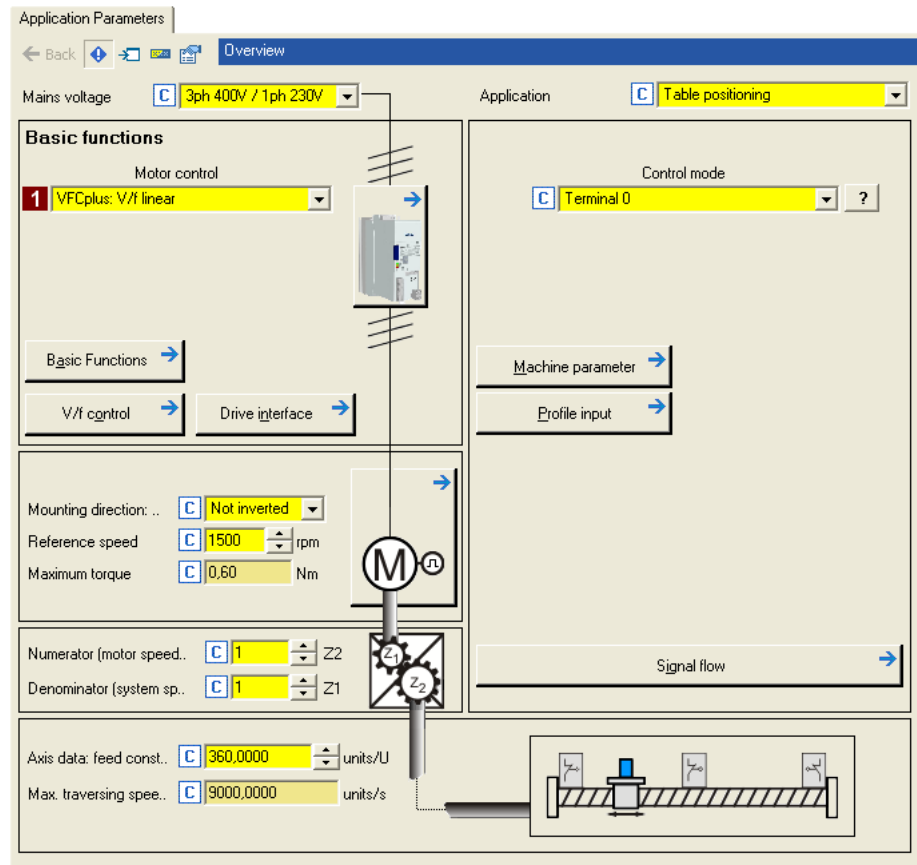 Application Parameters
Back
Overview
Mains voltage C 3ph 400V / 1ph 230V
Application C Table positioning
Basic functions
Motor control
1 VFCplus: V/f linear
Control mode
C Terminal 0 ?
Basic Functions
V/f control
Drive interface
Machine parameter
Profile input
Mounting direction: .. C Not inverted
Reference speed C 1500 rpm
Maximum torque C 0,60 Nm
M
Numerator (motor speed.. C 1 Z2
Denominator (system sp.. C 1 Z1
Z1
Z2
Signal flow
Axis data: feed const.. C 360,0000 units/U
Max. traversing spee.. C 9000,0000 units/s